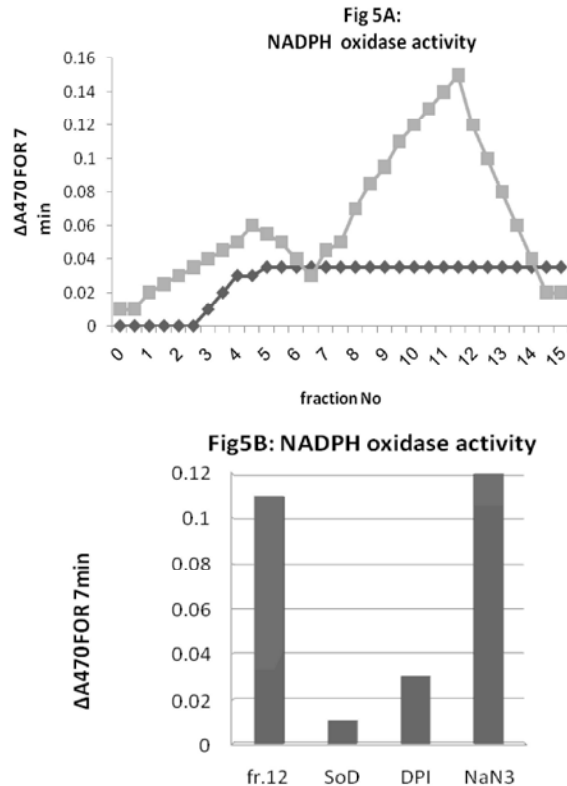 Fig 5A:
NADPH oxidase activity
0.16
0.14
0.12
0.1
0.08
0.06
0.04
0.02
0
ΔA470FOR 7
min
0 1 2 3 4 5 6 7 8 9 10 11 12 13 14 15
fraction No
Fig5B: NADPH oxidase activity
0.12
0.1
0.08
0.06
0.04
0.02
0
ΔA470FOR 7min
fr.12 SoD DPI NaN3